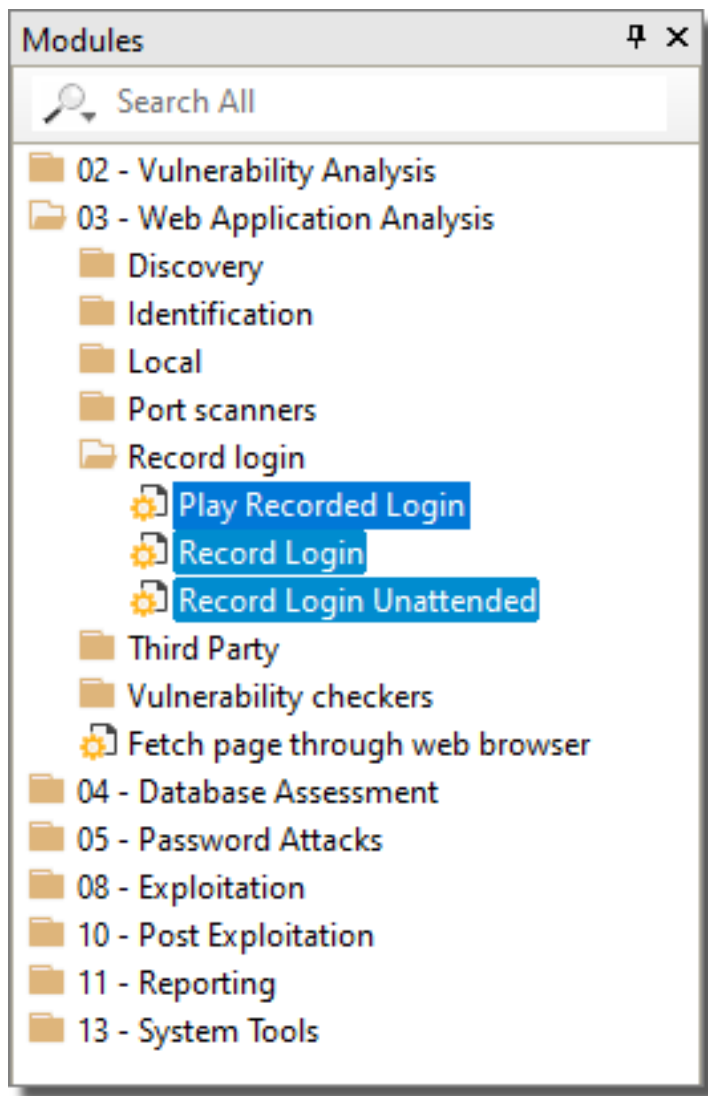 Modules
Search All
02 - Vulnerability Analysis
03 - Web Application Analysis
Discovery
Identification
Local
Port scanners
Record login
Play Recorded Login
Record Login
Record Login Unattended
Third Party
Vulnerability checkers
Fetch page through web browser
04 - Database Assessment
05 - Password Attacks
08 - Exploitation
10 - Post Exploitation
11 - Reporting
13 - System Tools